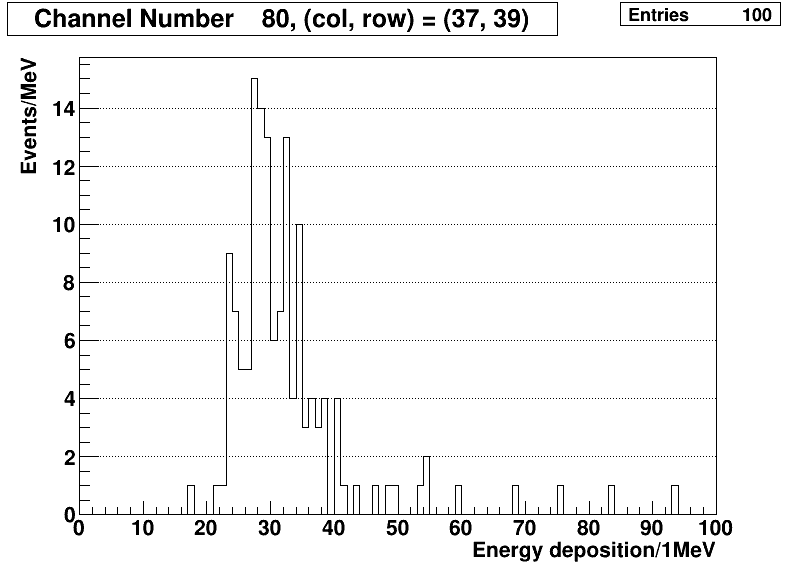 Channel Number 80, (col, row) = (37, 39)
Entries 100
Events/MeV
14
12
10
8
6
4
2
0
0 10 20 30 40 50 60 70 80 90 100
Energy deposition/1MeV